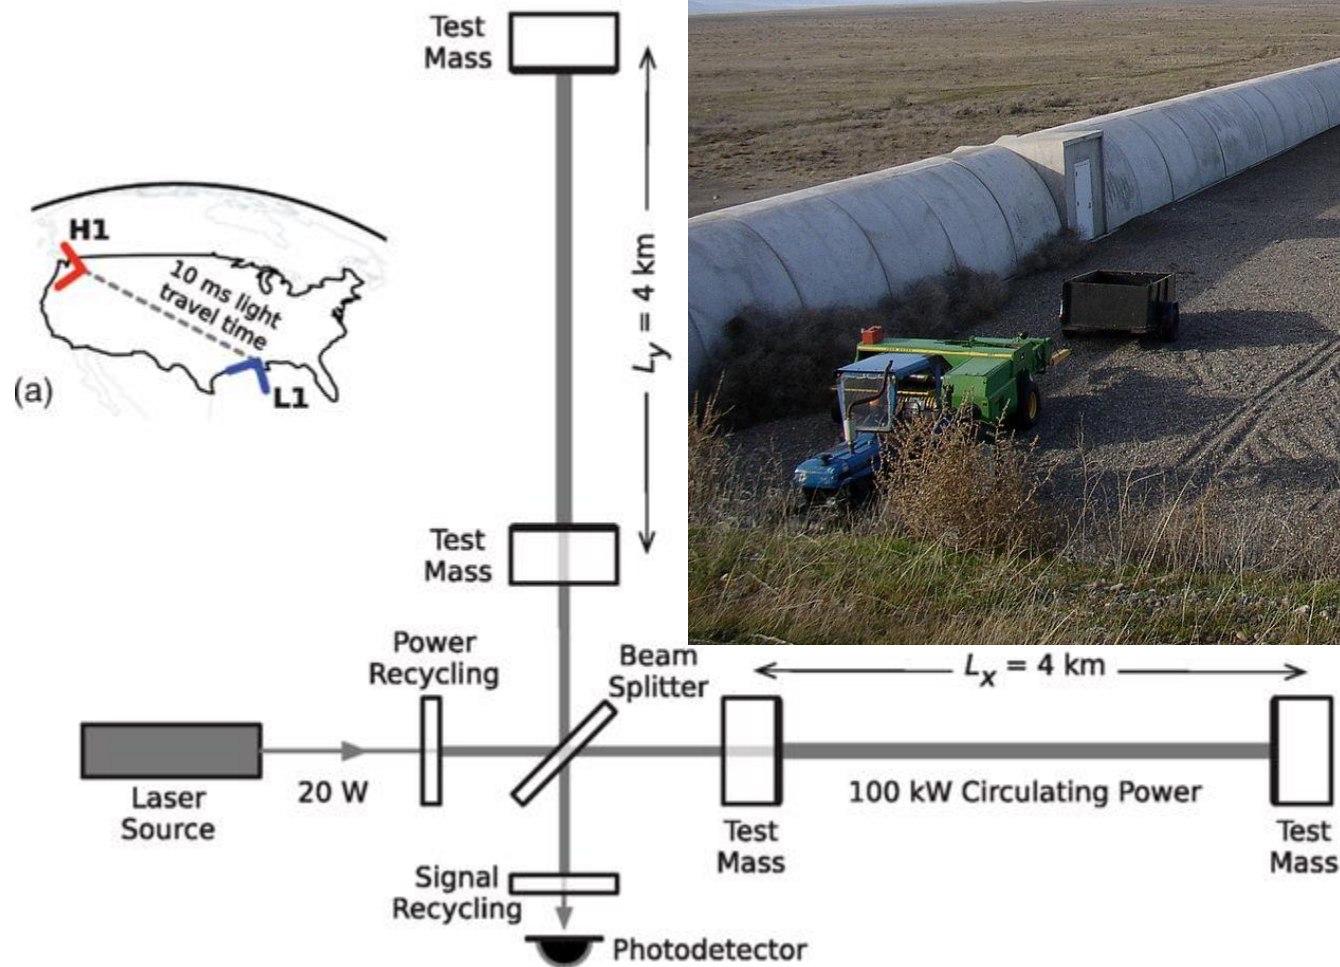 Test
Mass
H1
10 ms light
travel time
(a)
L1
Ly = 4 km
Test
Mass
Power
Recycling
Beam
Splitter
Lx = 4 km
Laser
Source
20 W
100 kW Circulating Power
Test
Mass
Test
Mass
Signal
Recycling
Photodetector